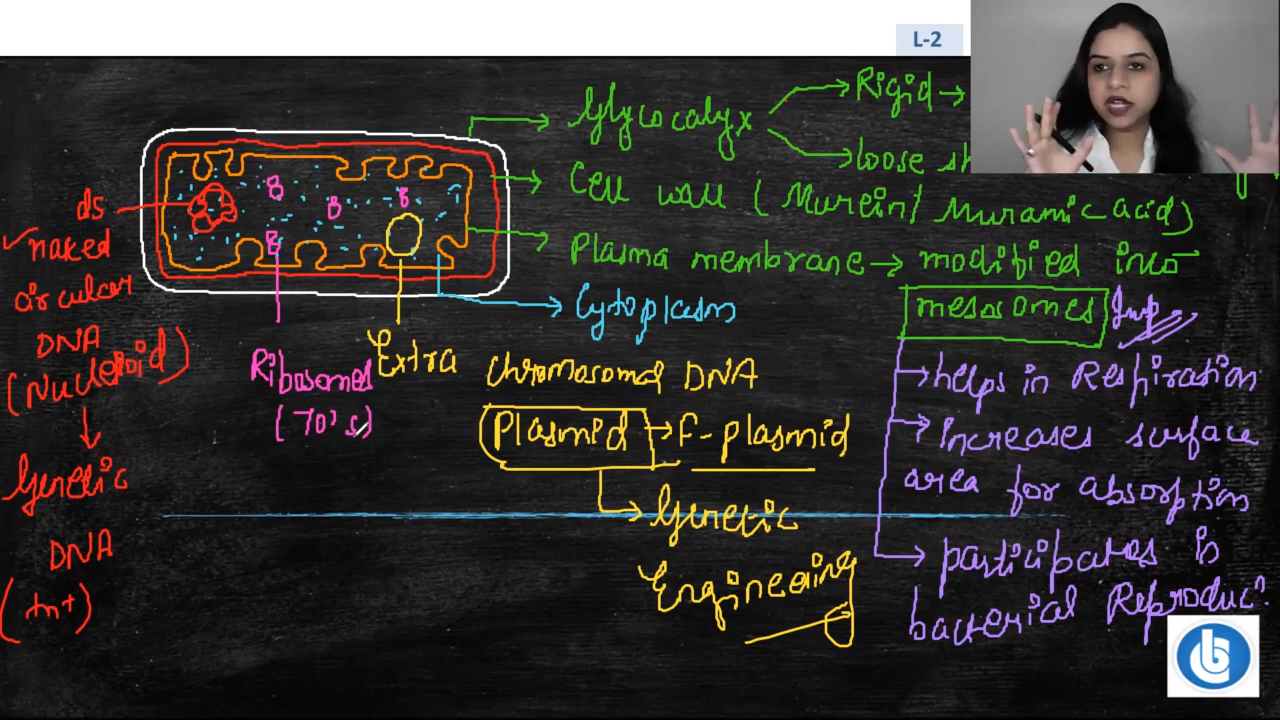 L-2
Glycocalyx
Rigid
loose
Cell wall (Murein/ Muramic acid)
Plasma membrane → modified into
mesosomes Imp
→ helps in Respiration
→ increases surface
area for absorption
→ participates in
bacterial Reproduc
Cytoplasm
Extra chromosomal DNA
Plasmid → F-plasmid
Genetic
Engineering
Ribosomes
(70's)
ds
✓naked
circular
DNA
(Nucleoid)
↓
Genetic
DNA